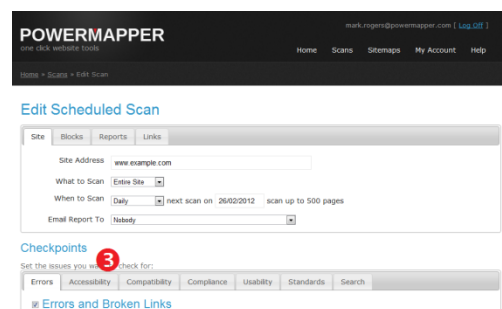 POWERMAPPER
one click website tools
mark.rogers@powermapper.com [ Log Off ]
Home Scans Sitemaps My Account Help
Home » Scans » Edit Scan
Edit Scheduled Scan
Site Blocks Reports Links
Site Address www.example.com
What to Scan Entire Site
When to Scan Daily next scan on 26/02/2012 scan up to 500 pages
Email Report To Nobody
Checkpoints
3
Set the issues you wa check for:
Errors Accessibility Compatibility Compliance Usability Standards Search
Errors and Broken Links